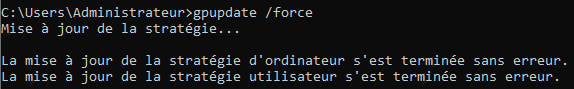 C:\Users\Administrateur>gpupdate /force
Mise à jour de la stratégie...
La mise à jour de la stratégie d'ordinateur s'est terminée sans erreur.
La mise à jour de la stratégie utilisateur s'est terminée sans erreur.